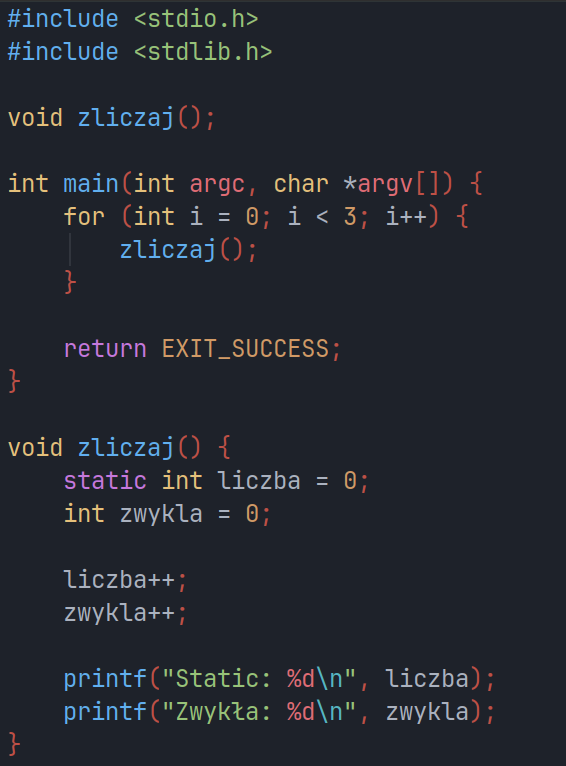 #include <stdio.h>
#include <stdlib.h>

void zliczaj();

int main(int argc, char *argv[]) {
    for (int i = 0; i < 3; i++) {
        zliczaj();
    }

    return EXIT_SUCCESS;
}

void zliczaj() {
    static int liczba = 0;
    int zwykla = 0;

    liczba++;
    zwykla++;

    printf("Static: %d\n", liczba);
    printf("Zwykła: %d\n", zwykla);
}